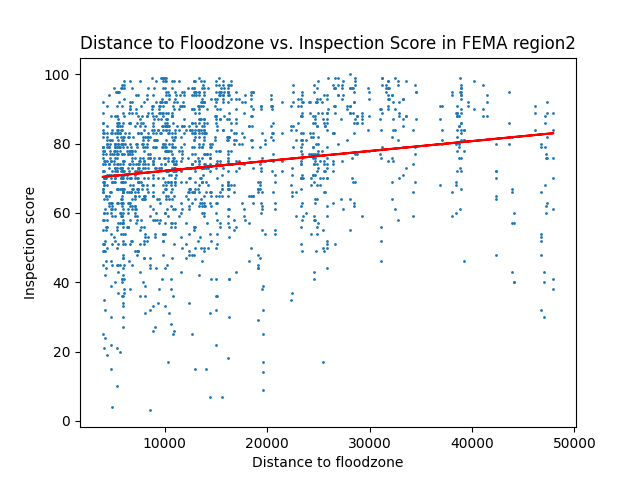 Distance to Floodzone vs. Inspection Score in FEMA region2
100
80
60
40
20
0
Inspection score
10000 20000 30000 40000 50000
Distance to floodzone